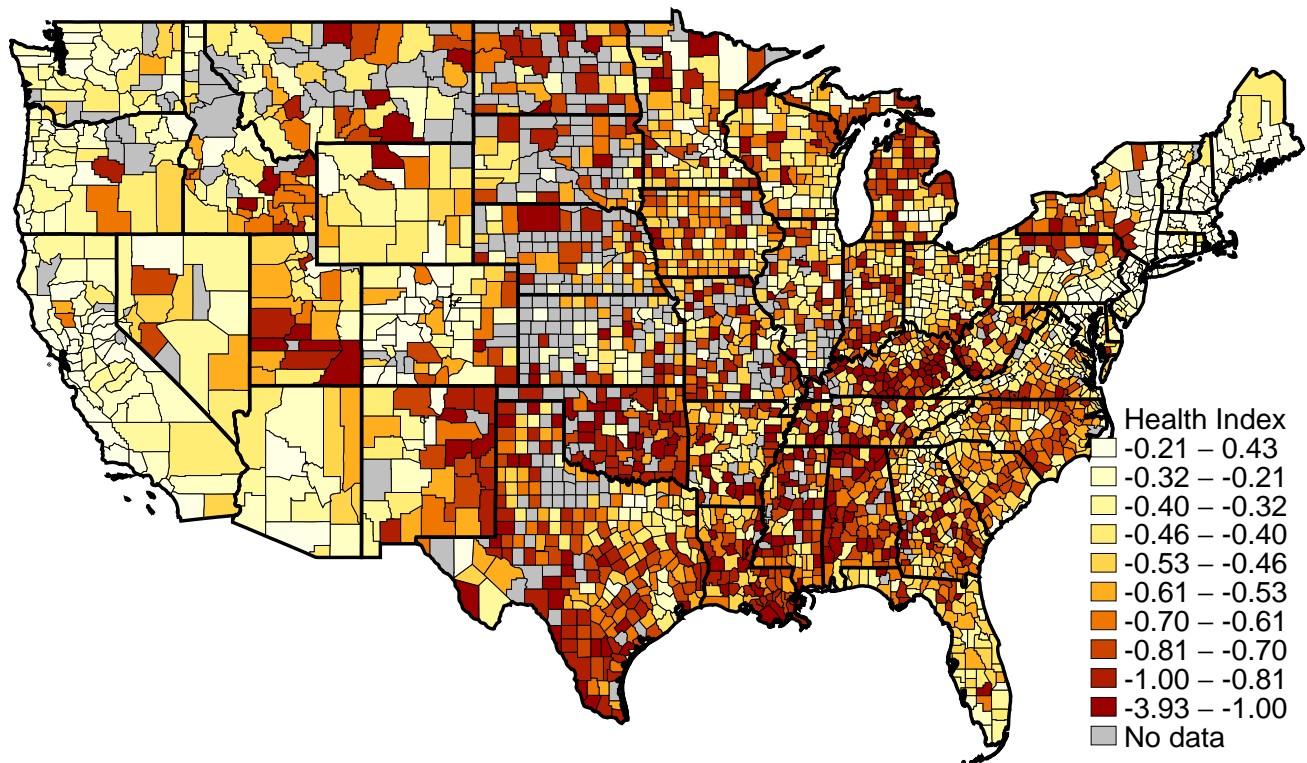 Health Index
-0.21 – 0.43
-0.32 – -0.21
-0.40 – -0.32
-0.46 – -0.40
-0.53 – -0.46
-0.61 – -0.53
-0.70 – -0.61
-0.81 – -0.70
-1.00 – -0.81
-3.93 – -1.00
No data